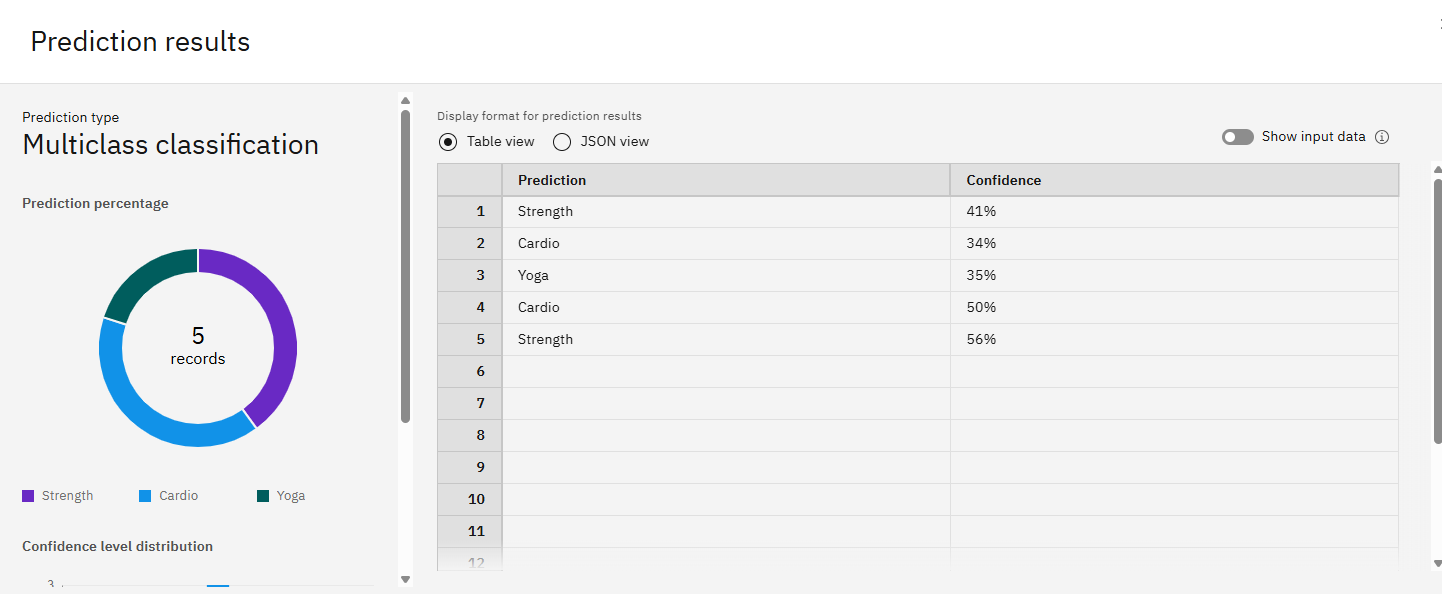 Prediction results
Prediction type
Multiclass classification
Prediction percentage
5
records
Strength Cardio Yoga
Confidence level distribution
3
Display format for prediction results
Table view JSON view
Show input data
Prediction Confidence
1 Strength 41%
2 Cardio 34%
3 Yoga 35%
4 Cardio 50%
5 Strength 56%
6
7
8
9
10
11
12